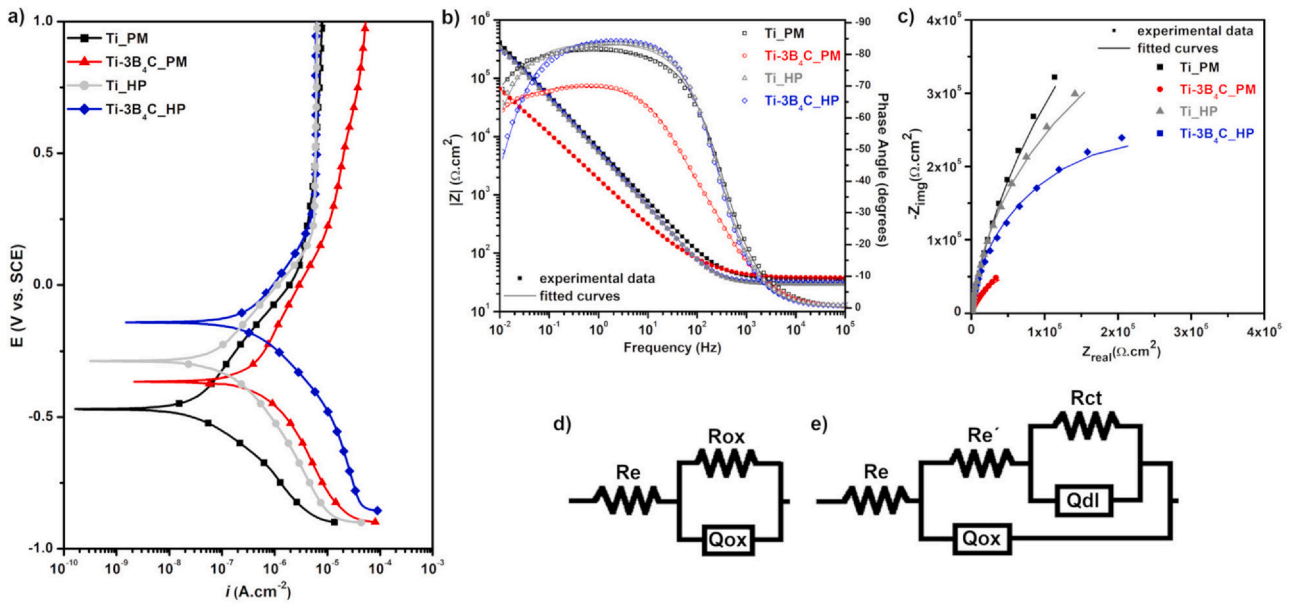 a)
1.0
0.5
0.0
-0.5
-1.0
E (V vs. SCE)
Ti_PM
Ti-3B₄C_PM
Ti_HP
Ti-3B₄C_HP
10⁻¹⁰ 10⁻⁹ 10⁻⁸ 10⁻⁷ 10⁻⁶ 10⁻⁵ 10⁻⁴ 10⁻³
i (A.cm⁻²)
b)
10⁶
10⁵
10⁴
10³
10²
10¹
|Z| (Ω.cm²)
Ti_PM
Ti-3B₄C_PM
Ti_HP
Ti-3B₄C_HP
experimental data
fitted curves
10⁻² 10⁻¹ 10⁰ 10¹ 10² 10³ 10⁴ 10⁵
Frequency (Hz)
-90
-80
-70
-60
-50
-40
-30
-20
-10
0
Phase Angle (degrees)
c)
-4x10⁵
3x10⁵
2x10⁵
1x10⁵
0
-Zimg(Ω.cm²)
experimental data
fitted curves
Ti_PM
Ti-3B₄C_PM
Ti_HP
Ti-3B₄C_HP
0 1x10⁵ 2x10⁵ 3x10⁵ 4x10⁵
Zreal(Ω.cm²)
d)
Re
Rox
Qox
e)
Re
Re´
Rct
Qdl
Qox